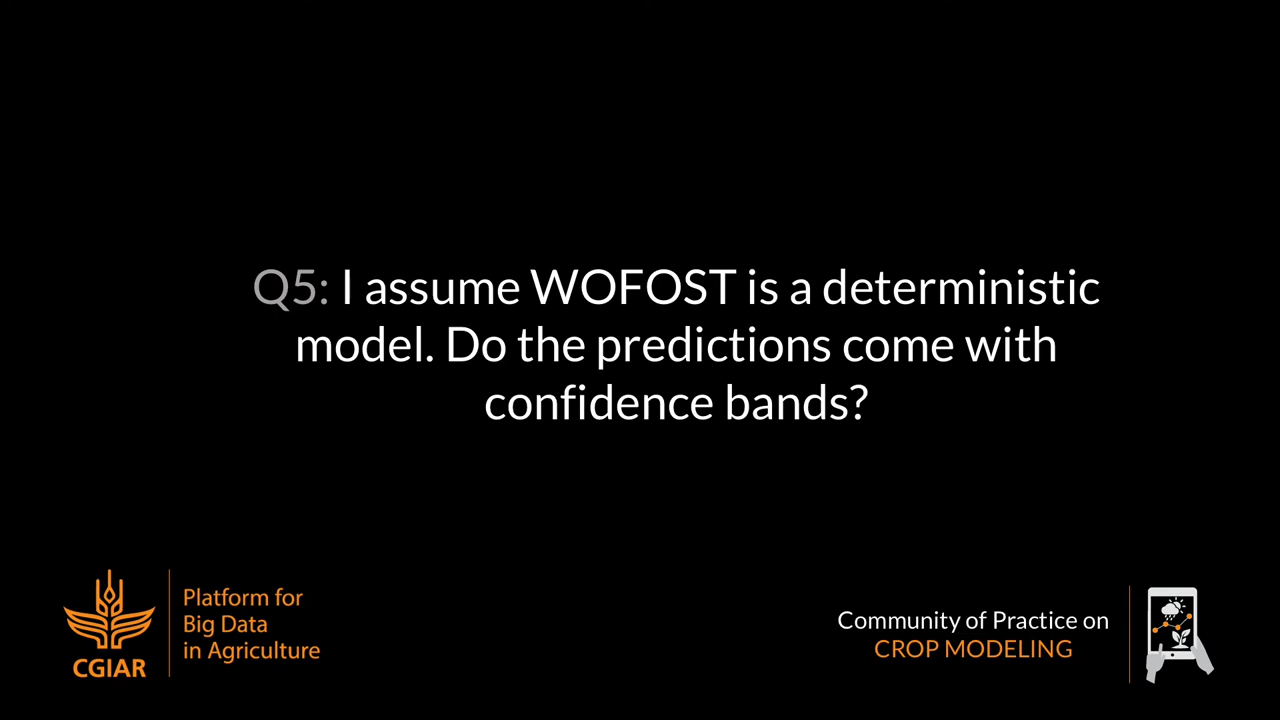 Q5: I assume WOFOST is a deterministic
model. Do the predictions come with
confidence bands?
Platform for
Big Data
in Agriculture
CGIAR
Community of Practice on
CROP MODELING